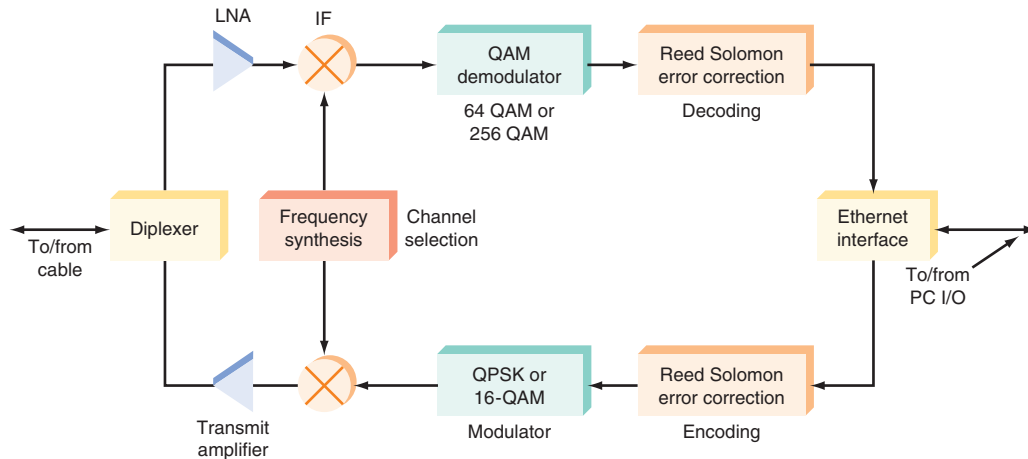 LNA
IF
QAM
demodulator
64 QAM or
256 QAM
Reed Solomon
error correction
Decoding
Diplexer
To/from
cable
Frequency
synthesis
Channel
selection
Ethernet
interface
To/from
PC I/O
Transmit
amplifier
QPSK or
16-QAM
Modulator
Reed Solomon
error correction
Encoding